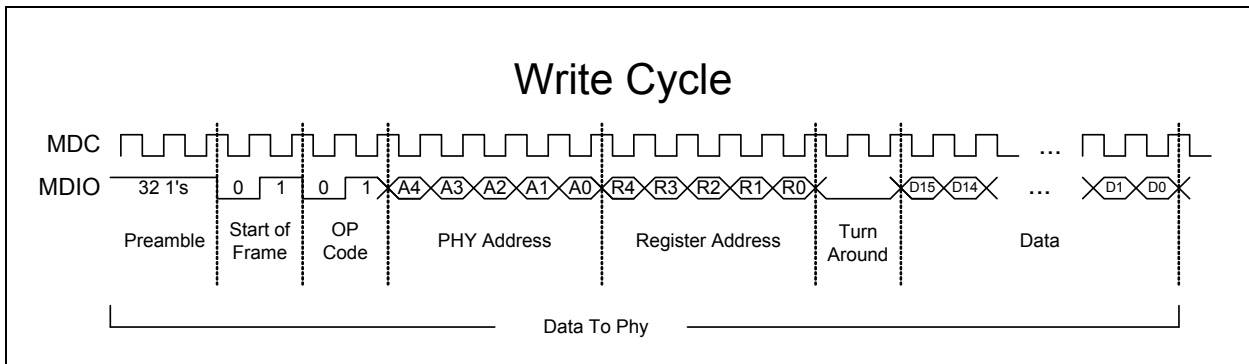 Write Cycle
MDC ...
MDIO 32 1's 0 1 0 1 A4 A3 A2 A1 A0 R4 R3 R2 R1 R0 D15 D14 ... D1 D0
Preamble Start of Frame OP Code PHY Address Register Address Turn Around Data
Data To Phy